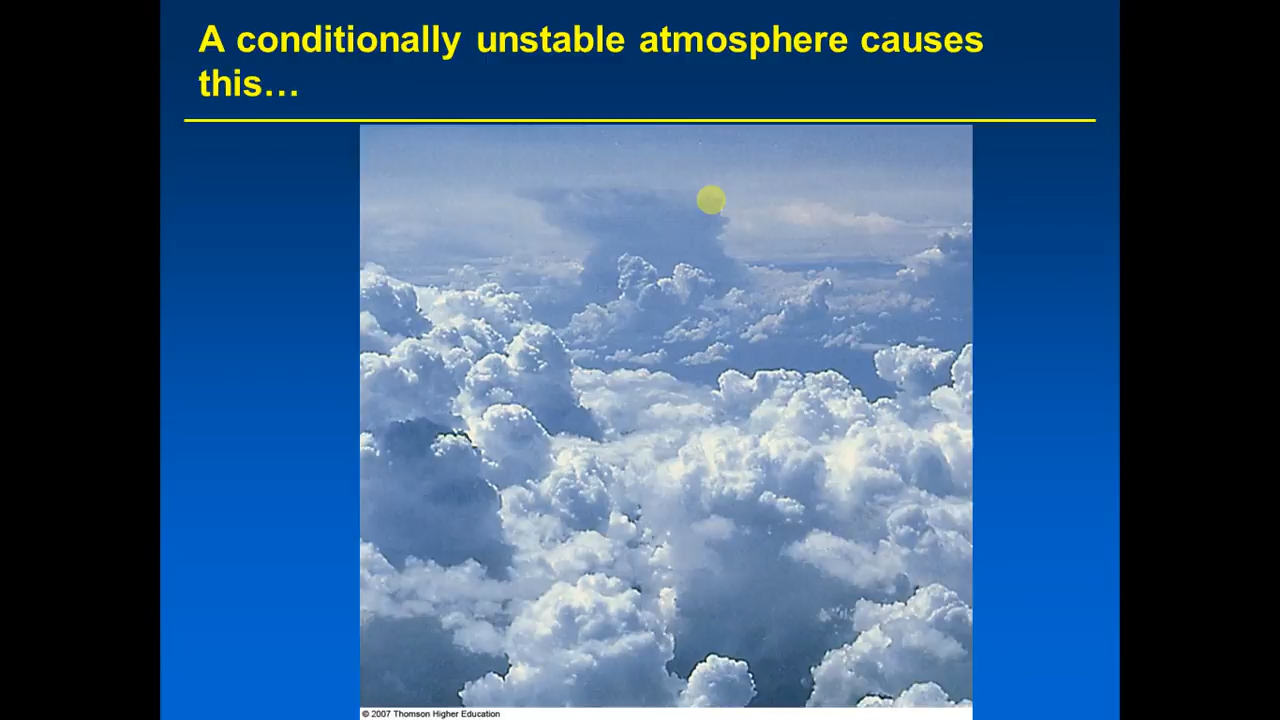 A conditionally unstable atmosphere causes
this…
© 2007 Thomson Higher Education